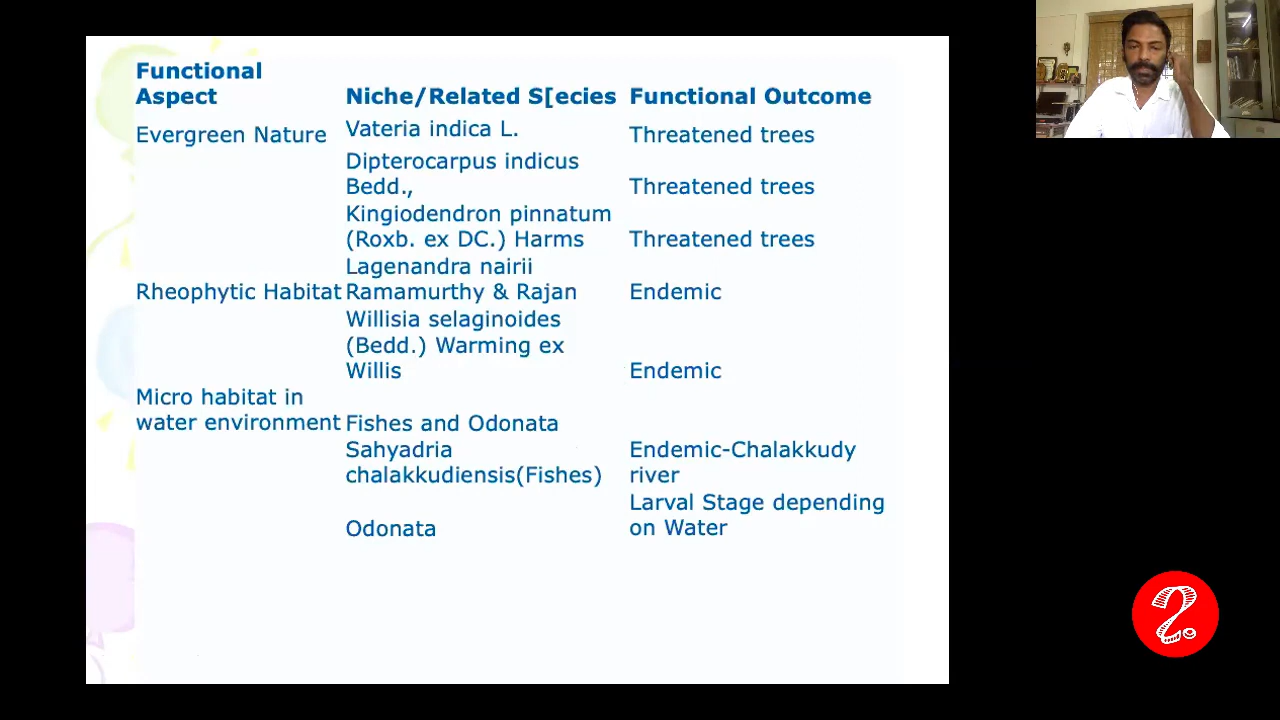 Functional
Aspect Niche/Related S[ecies Functional Outcome
Evergreen Nature Vateria indica L. Threatened trees
Dipterocarpus indicus
Bedd., Threatened trees
Kingiodendron pinnatum
(Roxb. ex DC.) Harms Threatened trees
Lagenandra nairii
Rheophytic Habitat Ramamurthy & Rajan Endemic
Willisia selaginoides
(Bedd.) Warming ex
Willis Endemic
Micro habitat in
water environment Fishes and Odonata
Sahyadria Endemic-Chalakkudy
chalakkudiensis(Fishes) river
Larval Stage depending
Odonata on Water
2.